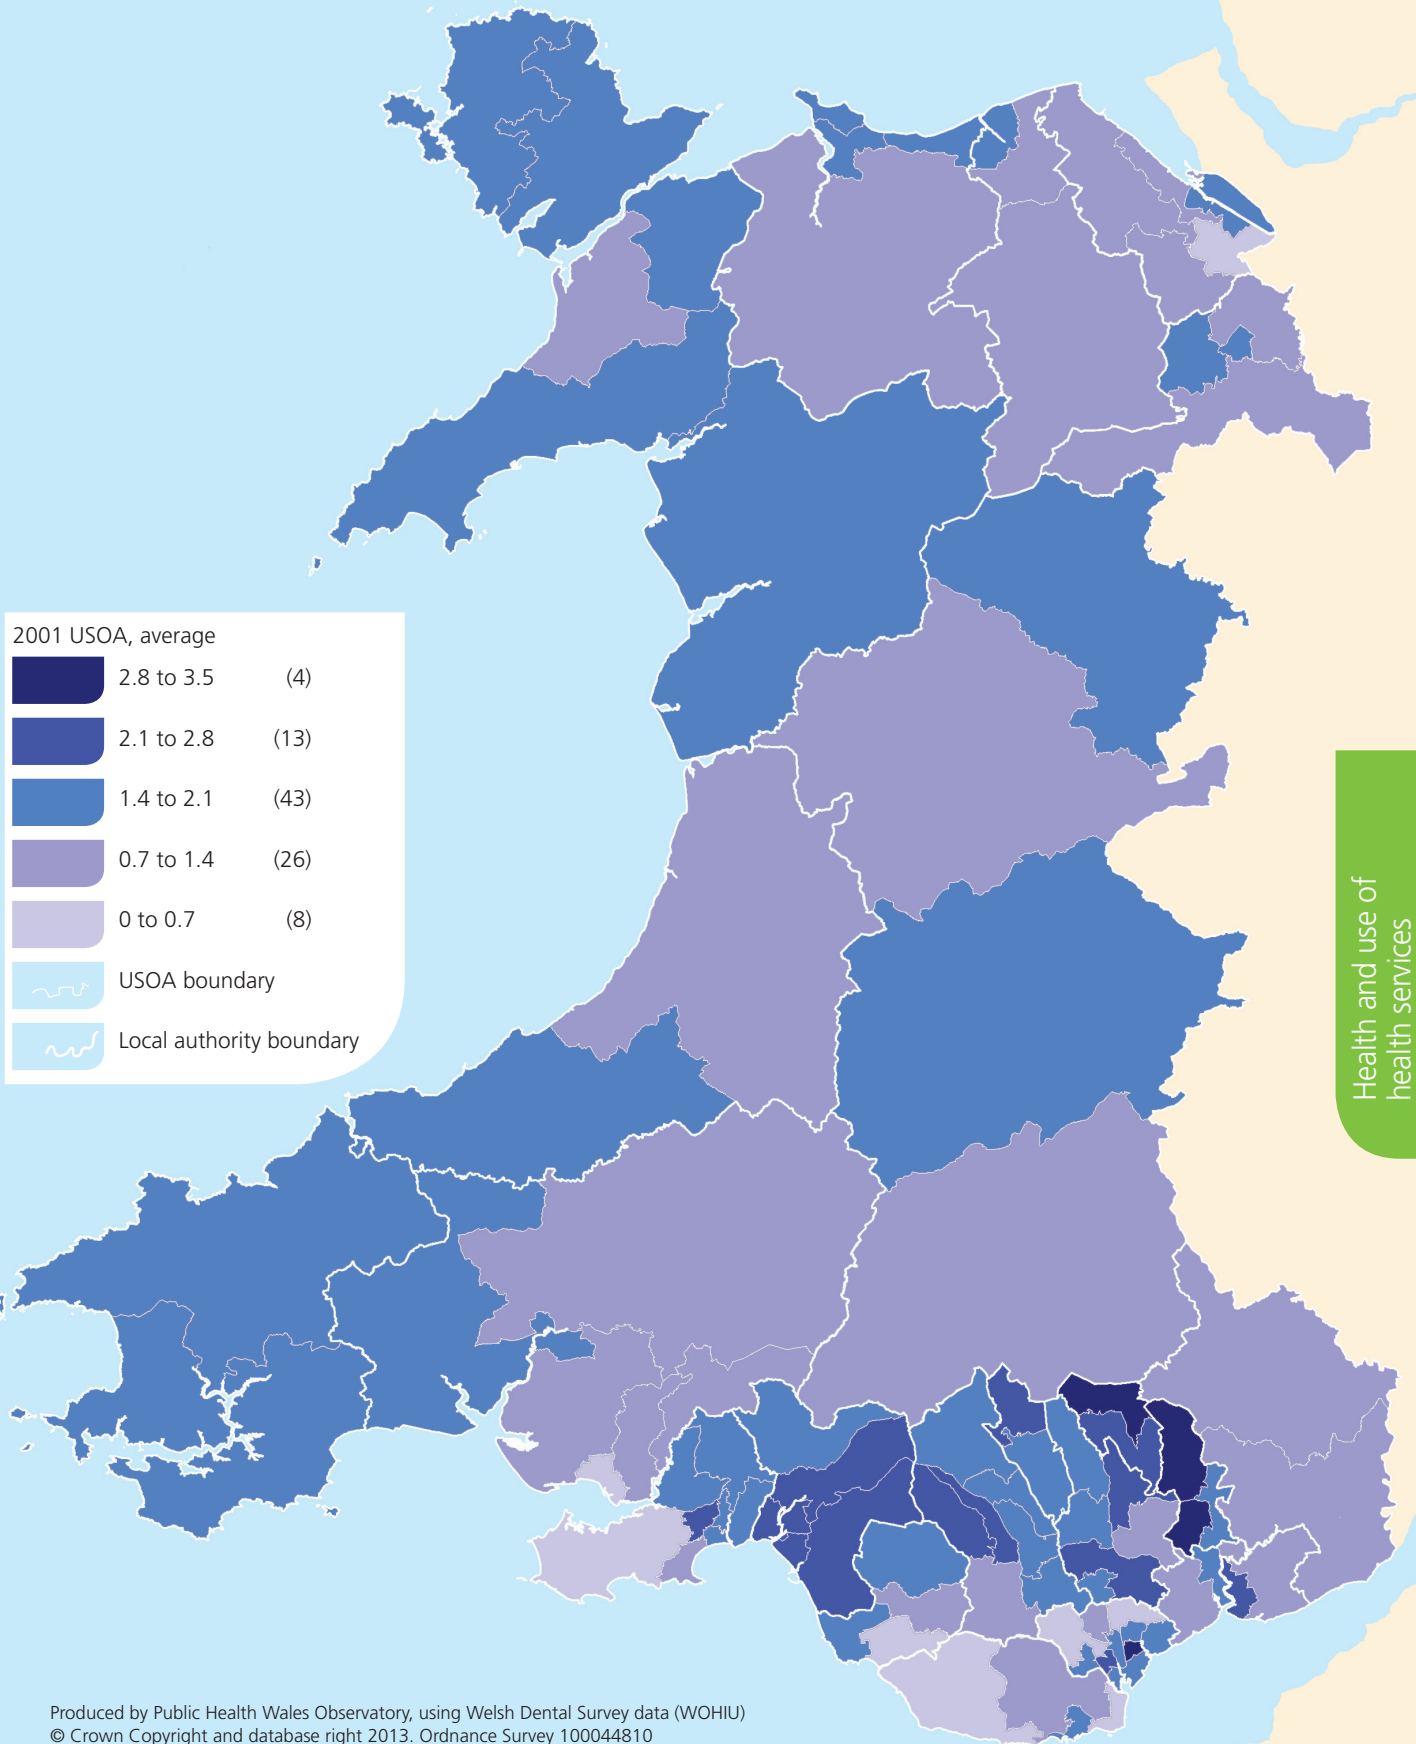 2001 USOA, average
2.8 to 3.5 (4)
2.1 to 2.8 (13)
1.4 to 2.1 (43)
0.7 to 1.4 (26)
0 to 0.7 (8)
USOA boundary
Local authority boundary
Health and use of
health services
Produced by Public Health Wales Observatory, using Welsh Dental Survey data (WOHIU)
© Crown Copyright and database right 2013. Ordnance Survey 100044810